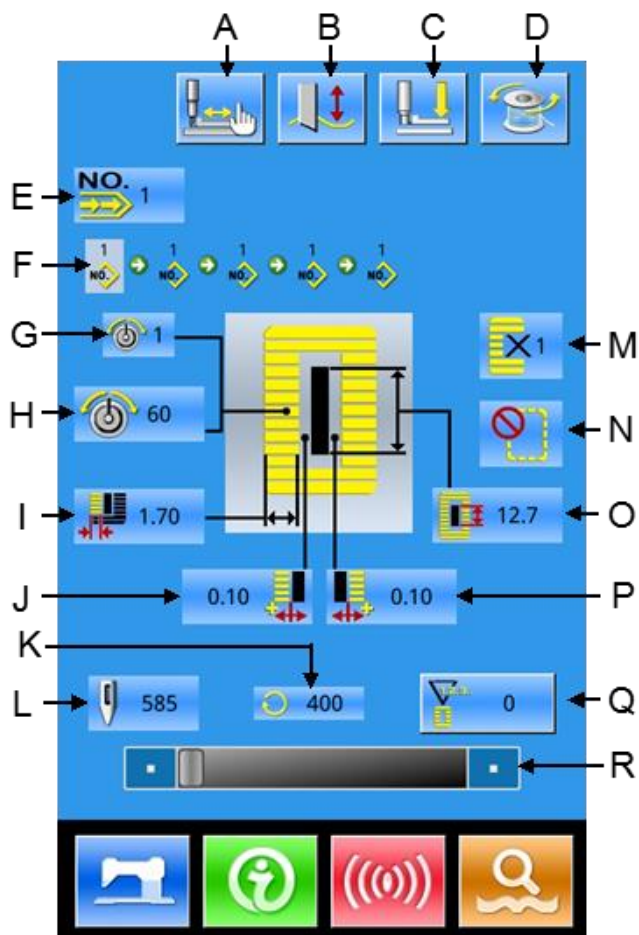 A B C D
E NO. 1
F 1 1 1 1 1
NO. NO. NO. NO. NO.
G 1
M 1
H 60
N
I 1.70
O 12.7
J 0.10
P 0.10
K
L 585
400
Q 0
R